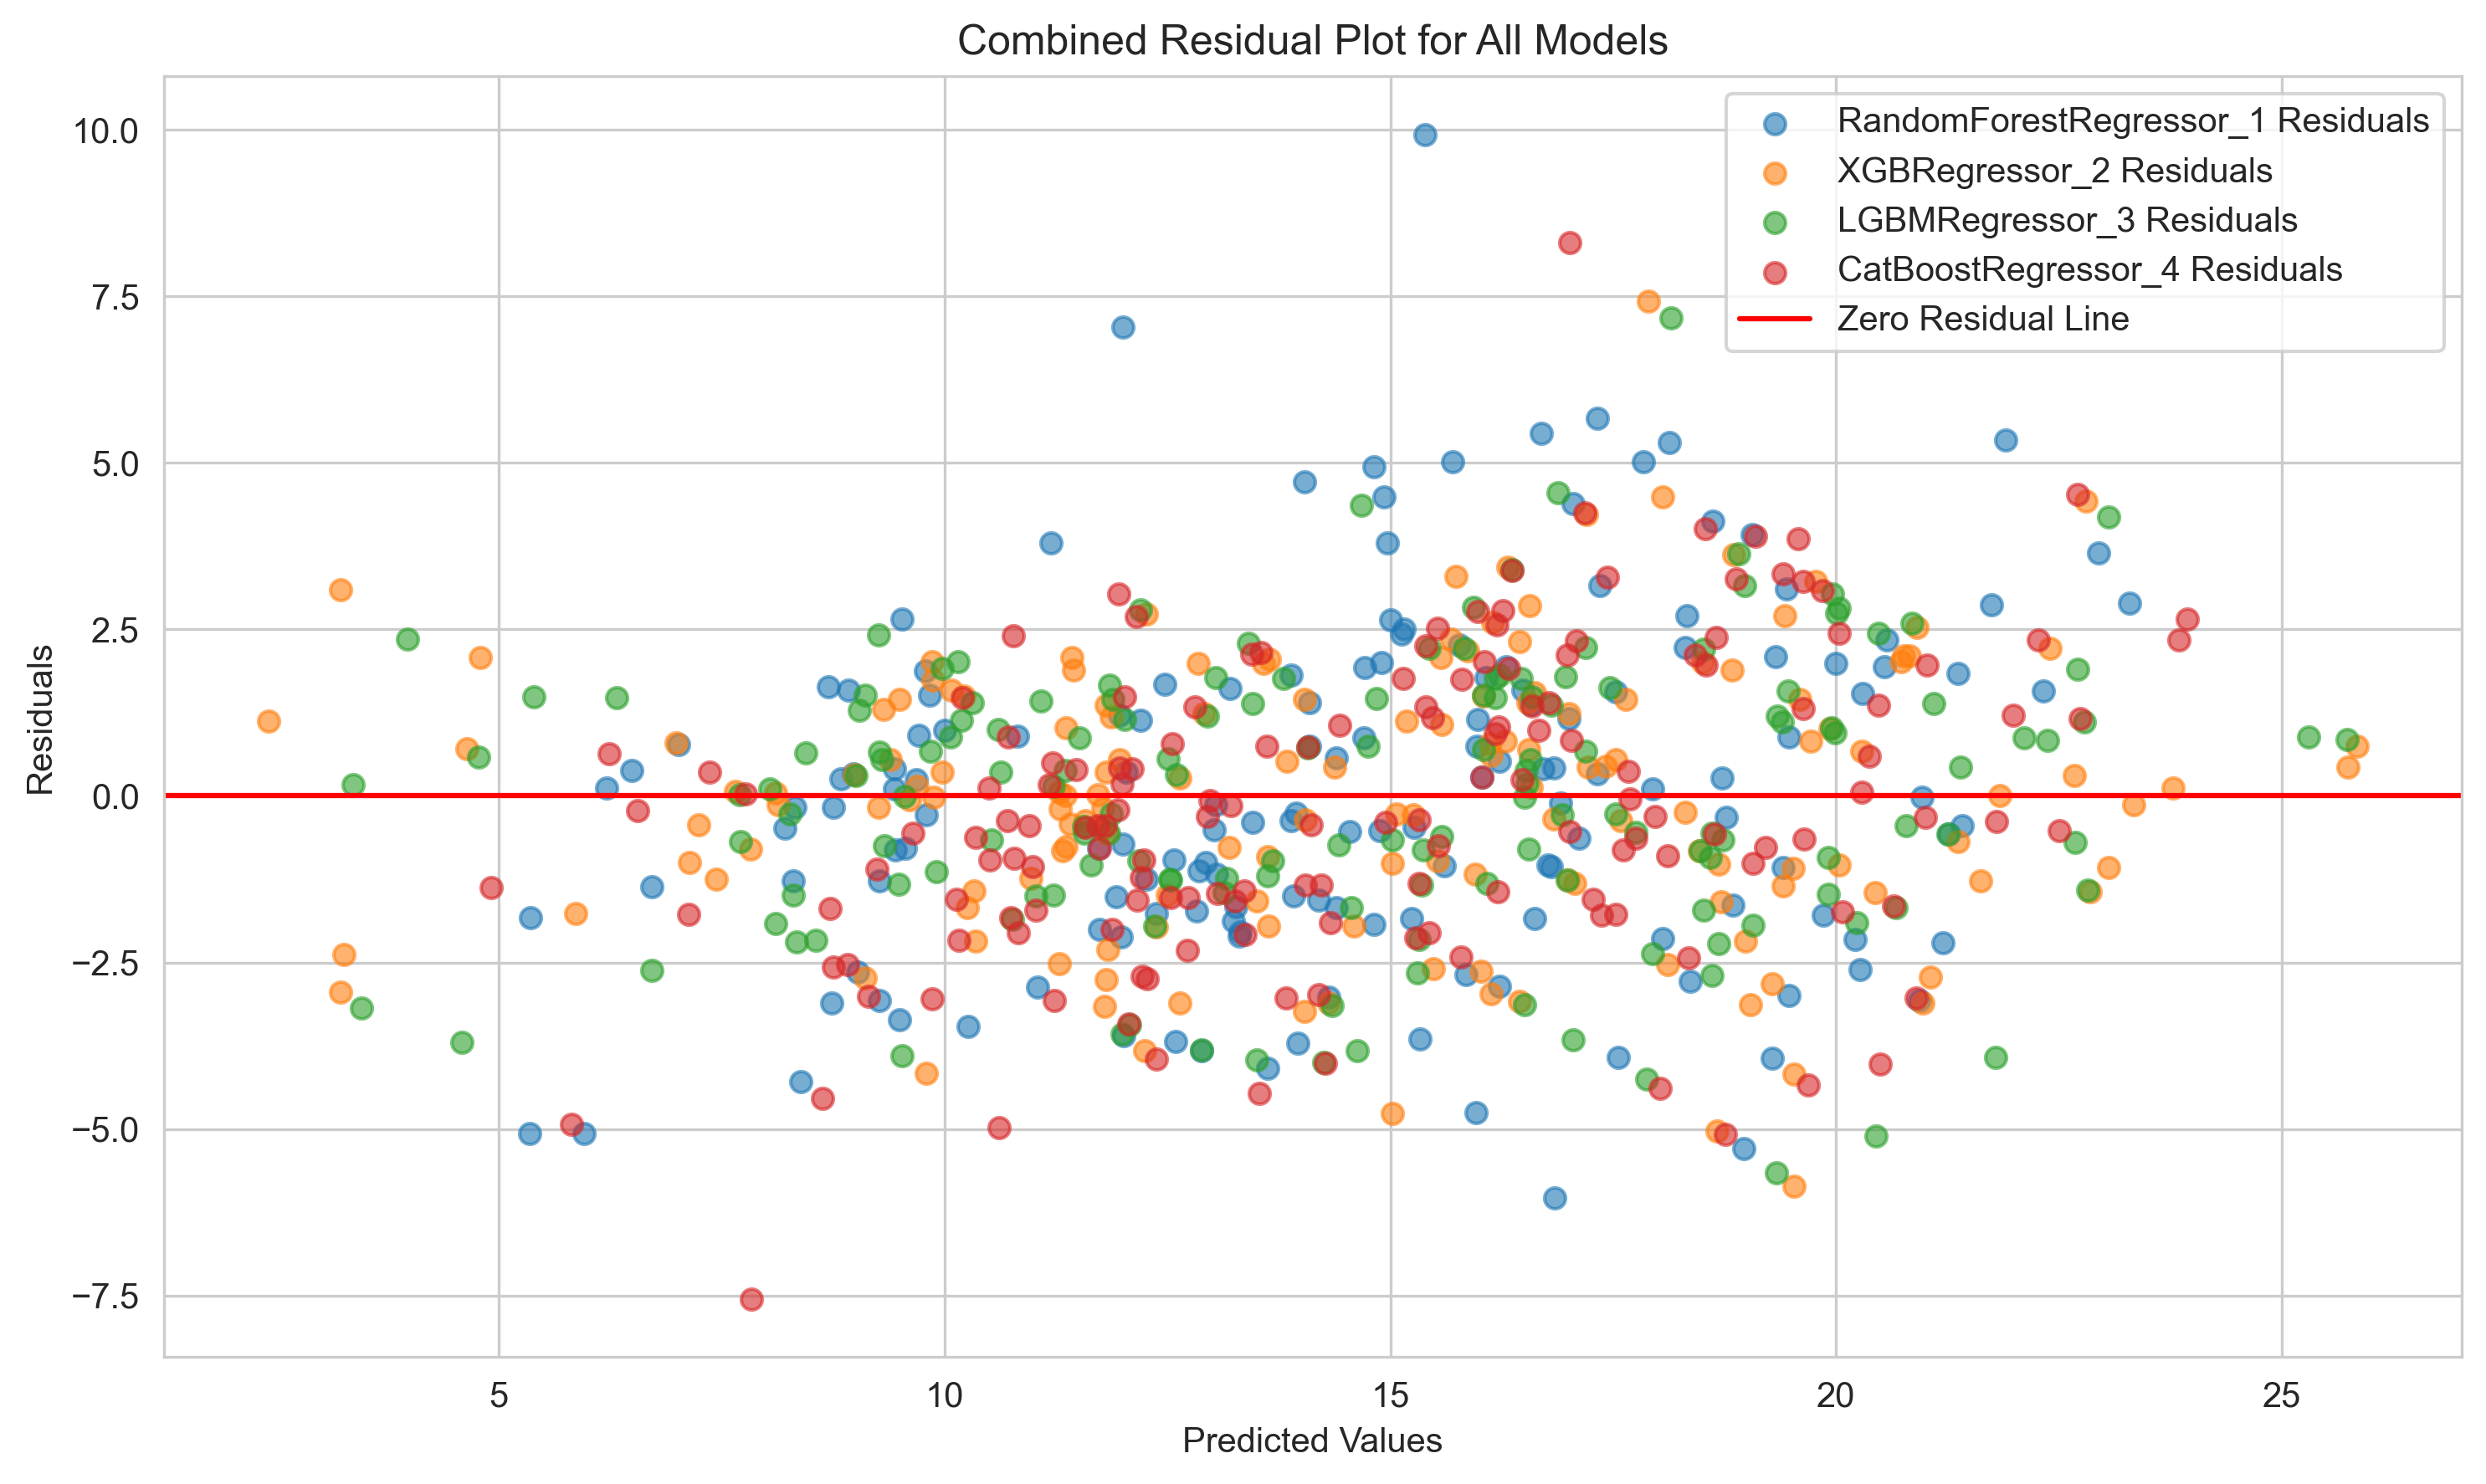 Combined Residual Plot for All Models
RandomForestRegressor_1 Residuals
XGBRegressor_2 Residuals
LGBMRegressor_3 Residuals
CatBoostRegressor_4 Residuals
Zero Residual Line
Residuals
10.0
7.5
5.0
2.5
0.0
−2.5
−5.0
−7.5
5 10 15 20 25
Predicted Values